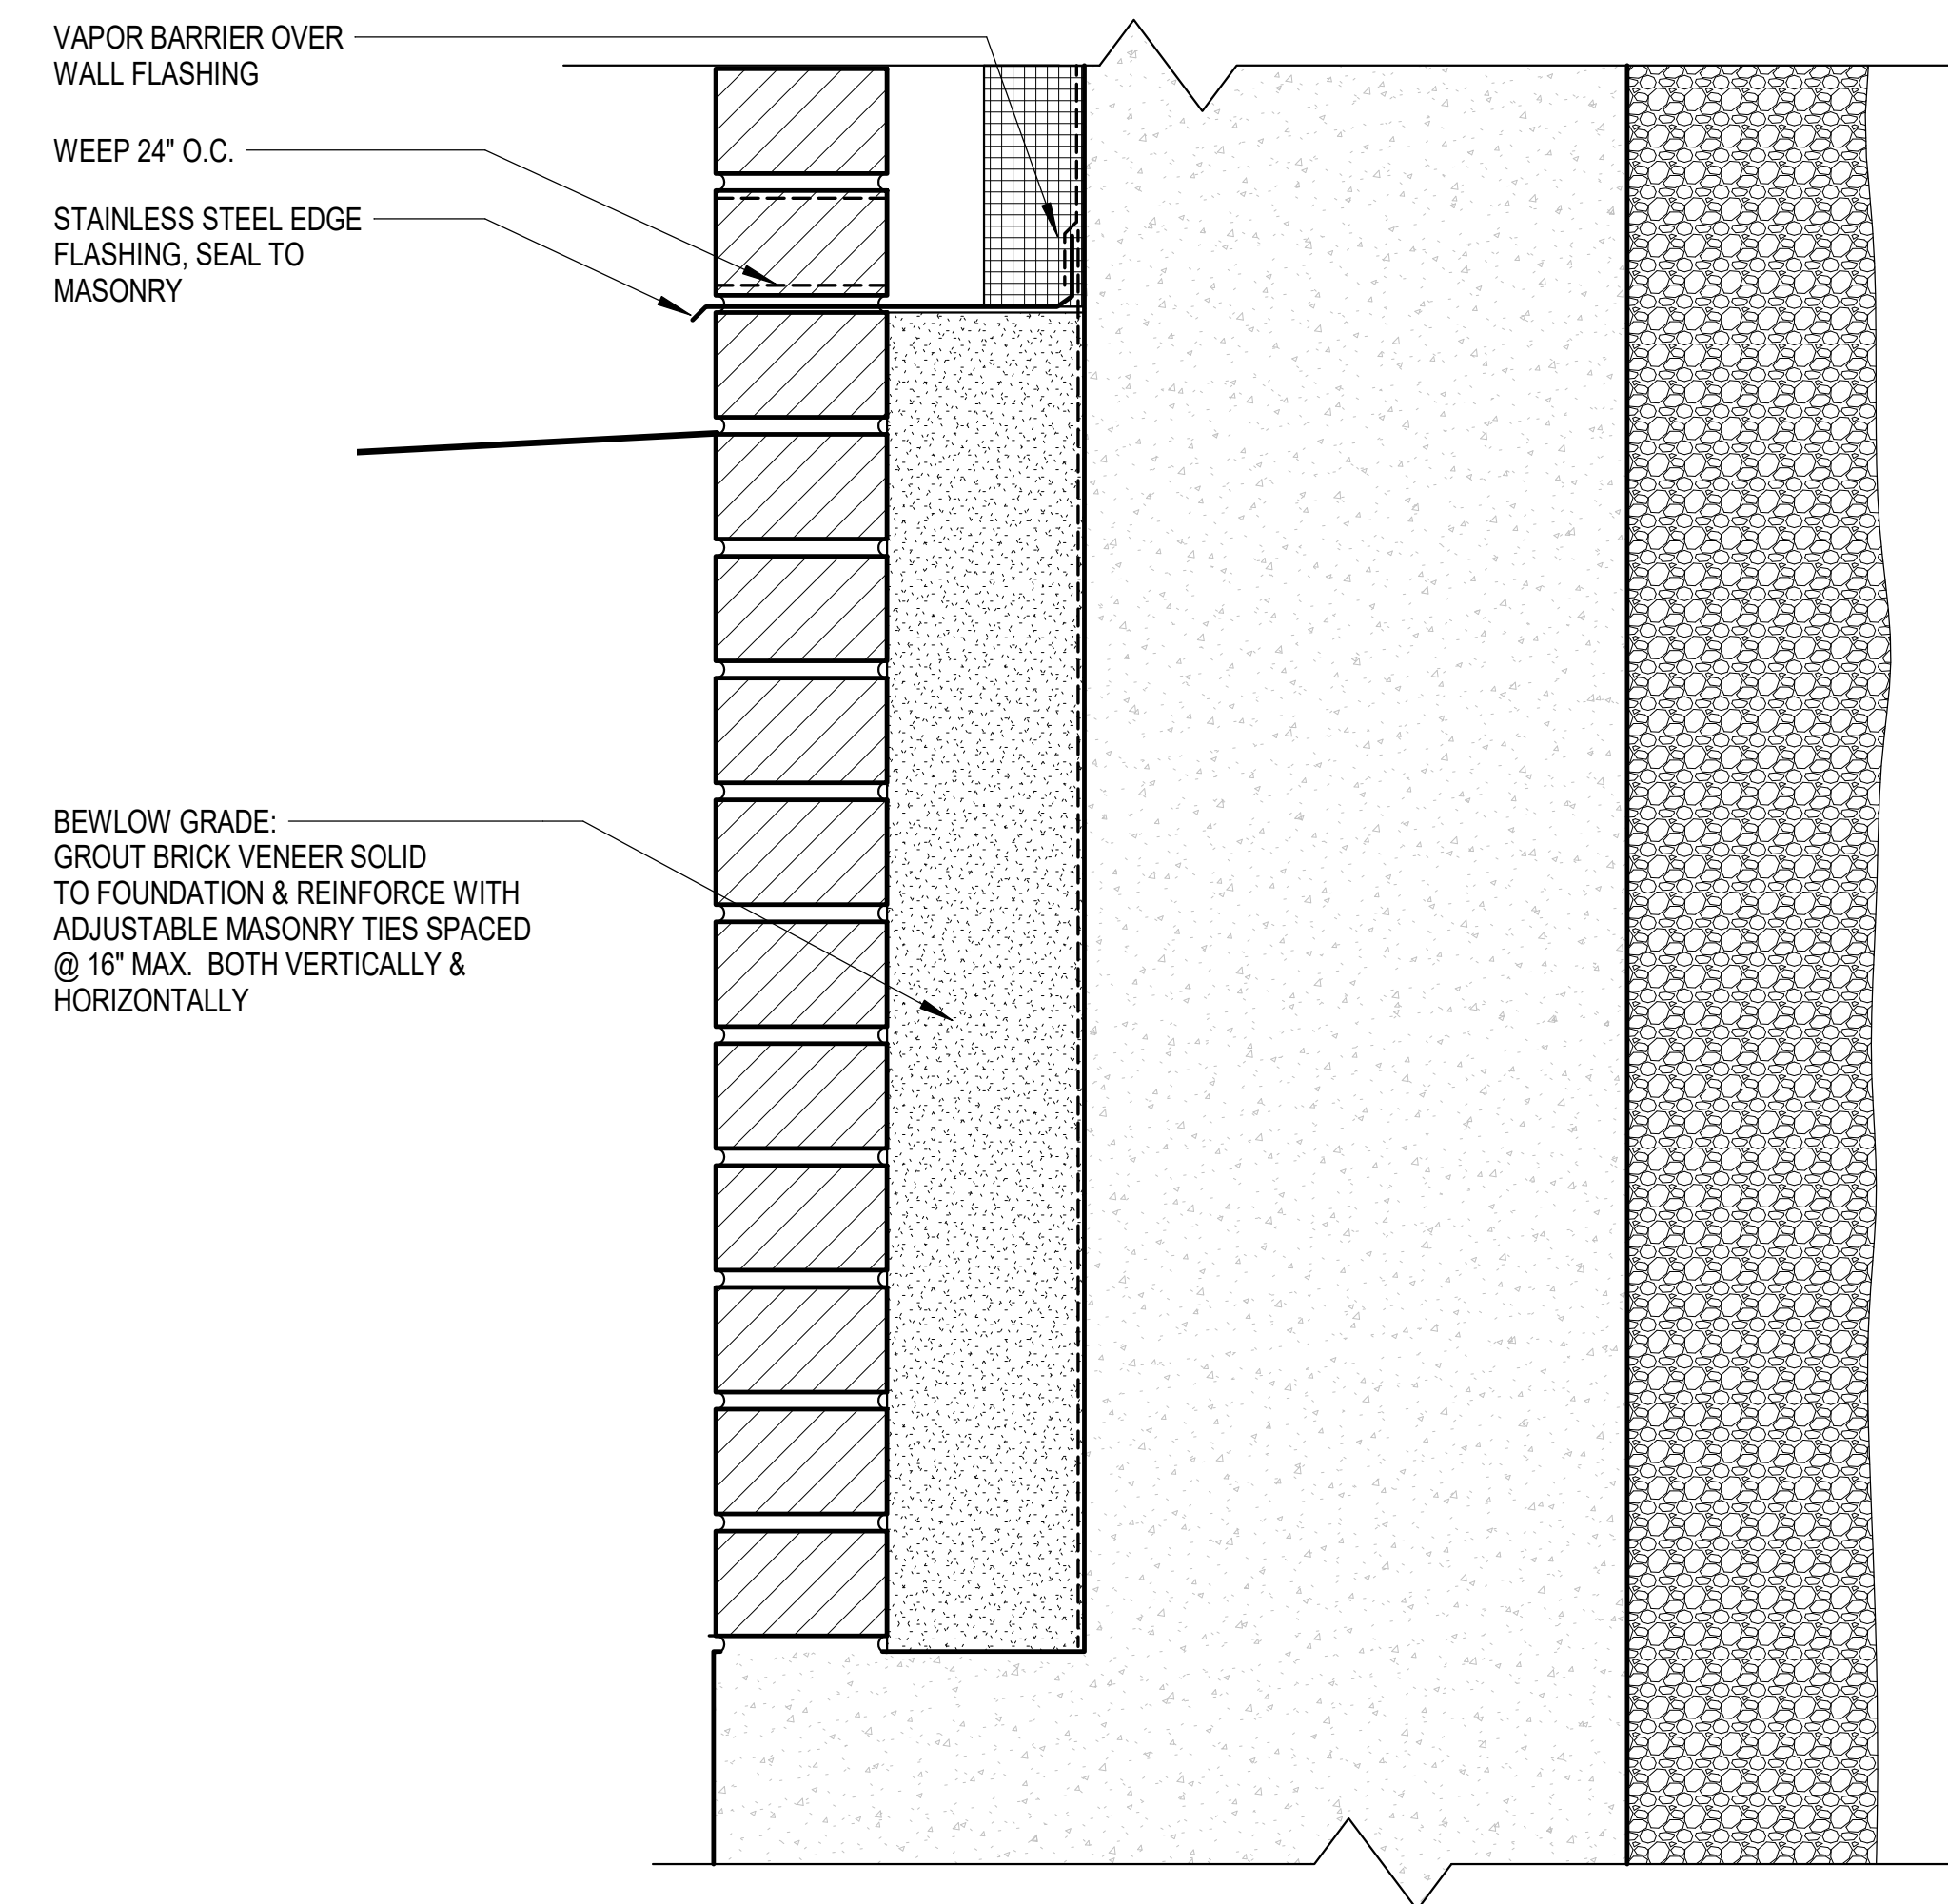 VAPOR BARRIER OVER
WALL FLASHING
WEEP 24" O.C.
STAINLESS STEEL EDGE
FLASHING, SEAL TO
MASONRY
BEWLOW GRADE:
GROUT BRICK VENEER SOLID
TO FOUNDATION & REINFORCE WITH
ADJUSTABLE MASONRY TIES SPACED
@ 16" MAX. BOTH VERTICALLY &
HORIZONTALLY